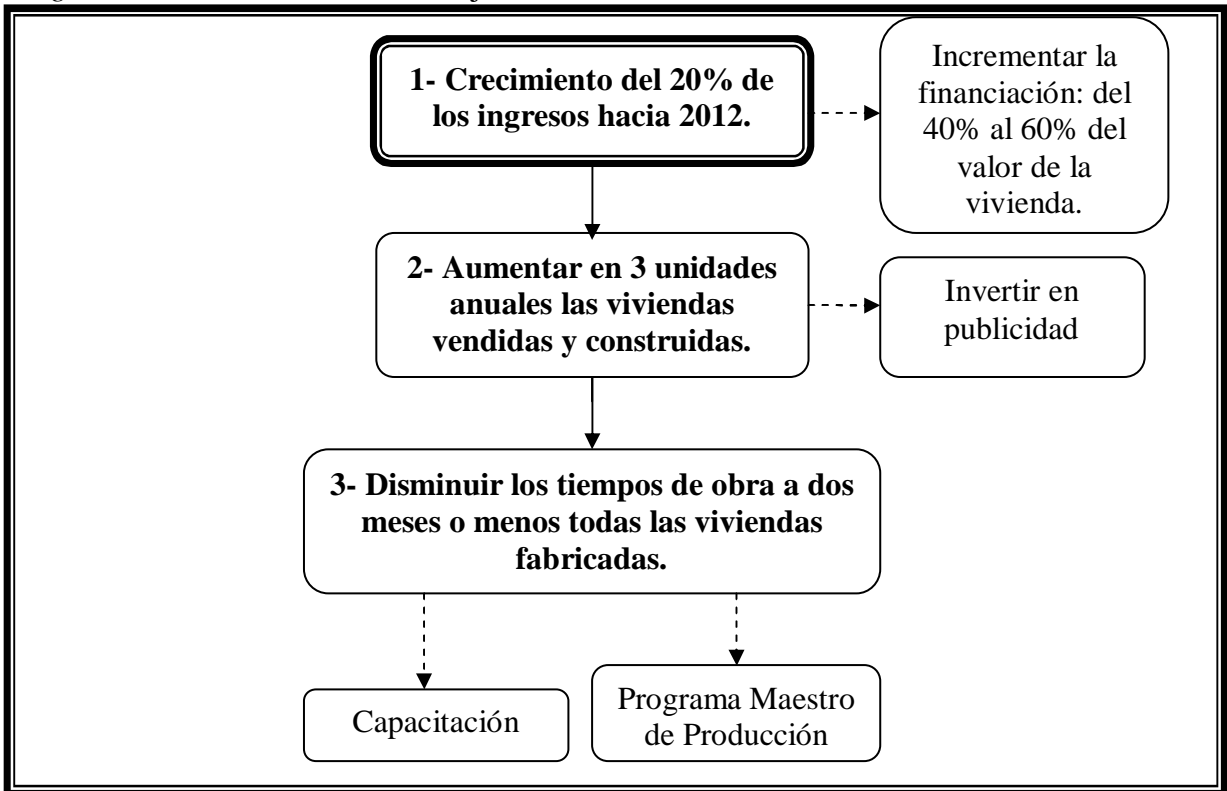 1- Crecimiento del 20% de
los ingresos hacia 2012.
Incrementar la
financiación: del
40% al 60% del
valor de la
vivienda.
2- Aumentar en 3 unidades
anuales las viviendas
vendidas y construidas.
Invertir en
publicidad
3- Disminuir los tiempos de obra a dos
meses o menos todas las viviendas
fabricadas.
Capacitación
Programa Maestro
de Producción